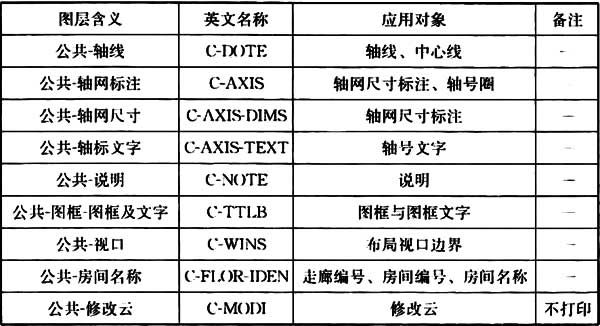 图层含义 英文名称 应用对象 备注
公共-轴线 C-DOTE 轴线、中心线 -
公共-轴网标注 C-AXIS 轴网尺寸标注、轴号圈
公共-轴网尺寸 C-AXIS-DIMS 轴网尺寸标注 —
公共-轴标文字 C-AXIS-TEXT 轴号文字 —
公共-说明 C-NOTE 说明 —
公共-图框-图框及文字 C-TTLB 图框与图框文字 —
公共-视口 C-WINS 布局视口边界 —
公共-房间名称 C-FLOR-IDEN 走廊编号、房间编号、房间名称 —
公共-修改云 C-MODI 修改云 不打印